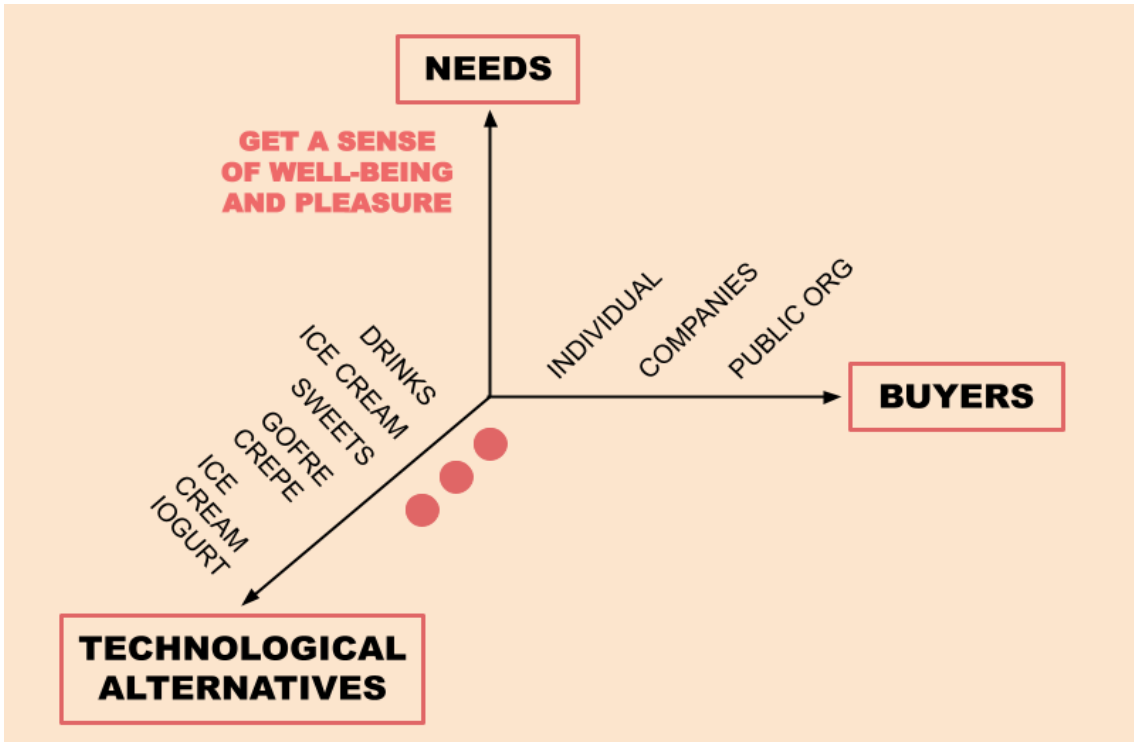 NEEDS
GET A SENSE
OF WELL-BEING
AND PLEASURE
INDIVIDUAL
COMPANIES
PUBLIC ORG
BUYERS
DRINKS
ICE CREAM
SWEETS
GOFRE
CREPE
ICE
CREAM
IOGURT
TECHNOLOGICAL
ALTERNATIVES